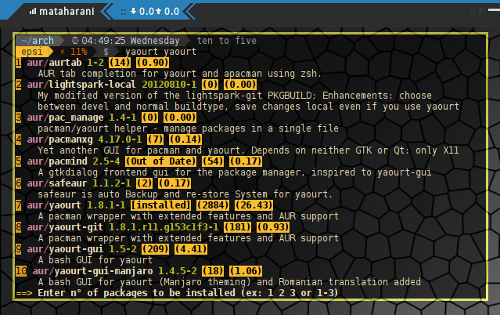 mataharani :: 0.0 0.0
~/arch 04:49:25 Wednesday ten to five
epsi ⚡ 11% $ yaourt yaourt
1 aur/aurtab 1-2 (14) (0.90)
AUR tab completion for yaourt and apacman using zsh.
2 aur/lightspark-local 20120810-1 (0) (0.00)
My modified version of the lightspark-git PKGBUILD; Enhancements: choose
between devel and normal buildtype, save changes local even if you use yaourt
3 aur/pac_manage 1.4-1 (0) (0.00)
pacman/yaourt helper - manage packages in a single file
4 aur/pacmanxg 4.17.0-1 (7) (0.14)
Yet another GUI for pacman and yaourt. Depends on neither GTK or Qt; only X11
5 aur/pacmind 2.5-4 (Out of Date) (54) (0.17)
A gtkdialog frontend gui for the package manager, inspired to yaourt-gui
6 aur/safeaur 1.1.2-1 (2) (0.17)
safeaur is auto Backup and re-store System for yaourt.
7 aur/yaourt 1.8.1-1 [installed] (2884) (26.43)
A pacman wrapper with extended features and AUR support
8 aur/yaourt-git 1.8.1.r11.g153c1f3-1 (181) (0.93)
A pacman wrapper with extended features and AUR support
9 aur/yaourt-gui 1.5-2 (209) (4.41)
A bash GUI for yaourt
10 aur/yaourt-gui-manjaro 1.4.5-2 (18) (1.06)
A bash GUI for yaourt (Manjaro theming) and Romanian translation added
==> Enter n° of packages to be installed (ex: 1 2 3 or 1-3)